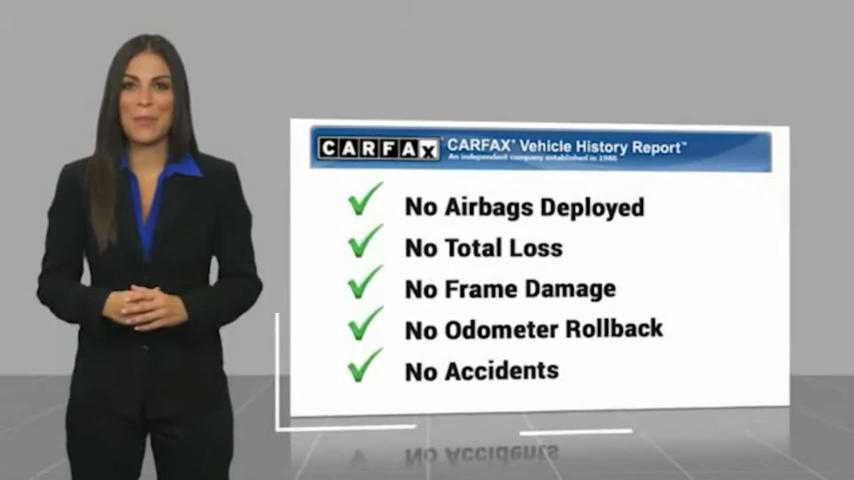 CARFAX CARFAX® Vehicle History Report™
An independent company established in 1986
No Airbags Deployed
No Total Loss
No Frame Damage
No Odometer Rollback
No Accidents
No Accidents